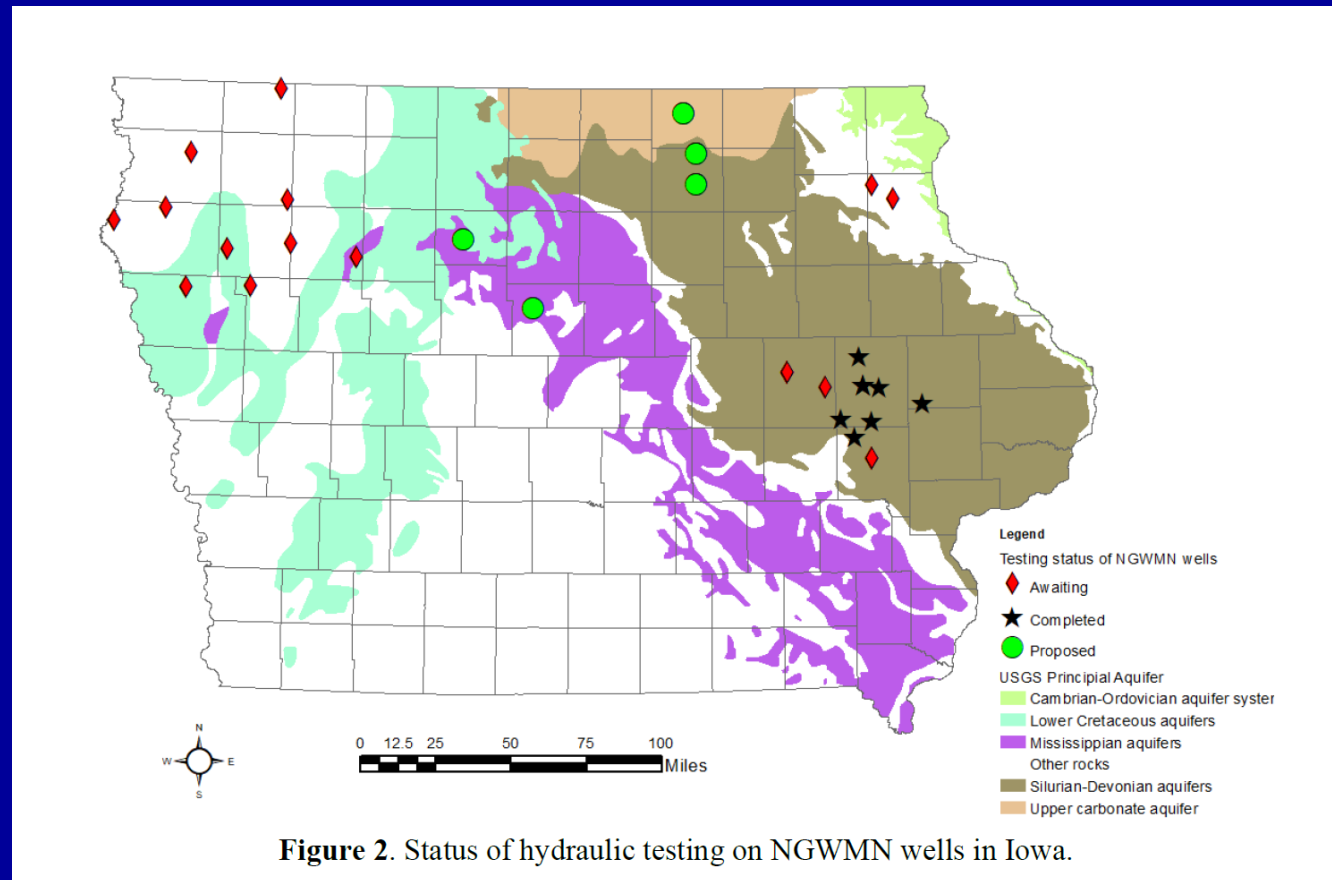 Legend
Testing status of NGWMN wells
Awaiting
Completed
Proposed
USGS Principial Aquifer
Cambrian-Ordovician aquifer syster
Lower Cretaceous aquifers
Mississippian aquifers
Other rocks
Silurian-Devonian aquifers
Upper carbonate aquifer
N
W E
S
0 12.5 25 50 75 100
Miles
Figure 2. Status of hydraulic testing on NGWMN wells in Iowa.